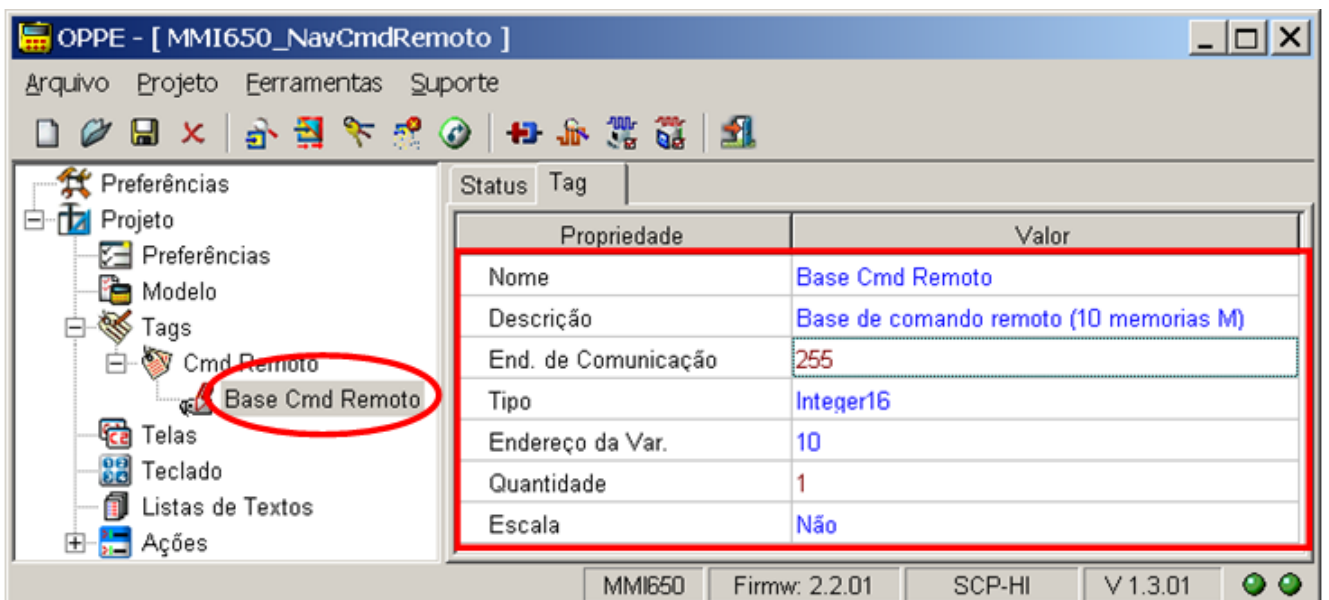 OPPE - [ MMI650_NavCmdRemoto ]
Arquivo Projeto Ferramentas Suporte
Preferências
Projeto
Preferências
Modelo
Tags
Cmd Remoto
Base Cmd Remoto
Telas
Teclado
Listas de Textos
Ações
Status Tag
Propriedade Valor
Nome Base Cmd Remoto
Descrição Base de comando remoto (10 memorias M)
End. de Comunicação 255
Tipo Integer16
Endereço da Var. 10
Quantidade 1
Escala Não
MMI650 Firmw: 2.2.01 SCP-HI V 1.3.01